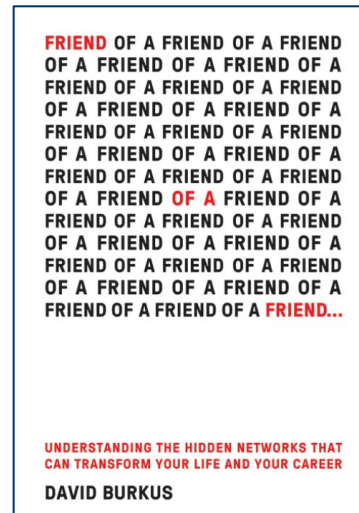 FRIEND OF A FRIEND OF A FRIEND
OF A FRIEND OF A FRIEND OF A
FRIEND OF A FRIEND OF A FRIEND
OF A FRIEND OF A FRIEND OF A
FRIEND OF A FRIEND OF A FRIEND
OF A FRIEND OF A FRIEND OF A
FRIEND OF A FRIEND OF A FRIEND
OF A FRIEND OF A FRIEND OF A
FRIEND OF A FRIEND OF A FRIEND
OF A FRIEND OF A FRIEND OF A
FRIEND OF A FRIEND OF A FRIEND
OF A FRIEND OF A FRIEND OF A
FRIEND OF A FRIEND OF A FRIEND...
UNDERSTANDING THE HIDDEN NETWORKS THAT
CAN TRANSFORM YOUR LIFE AND YOUR CAREER
DAVID BURKUS